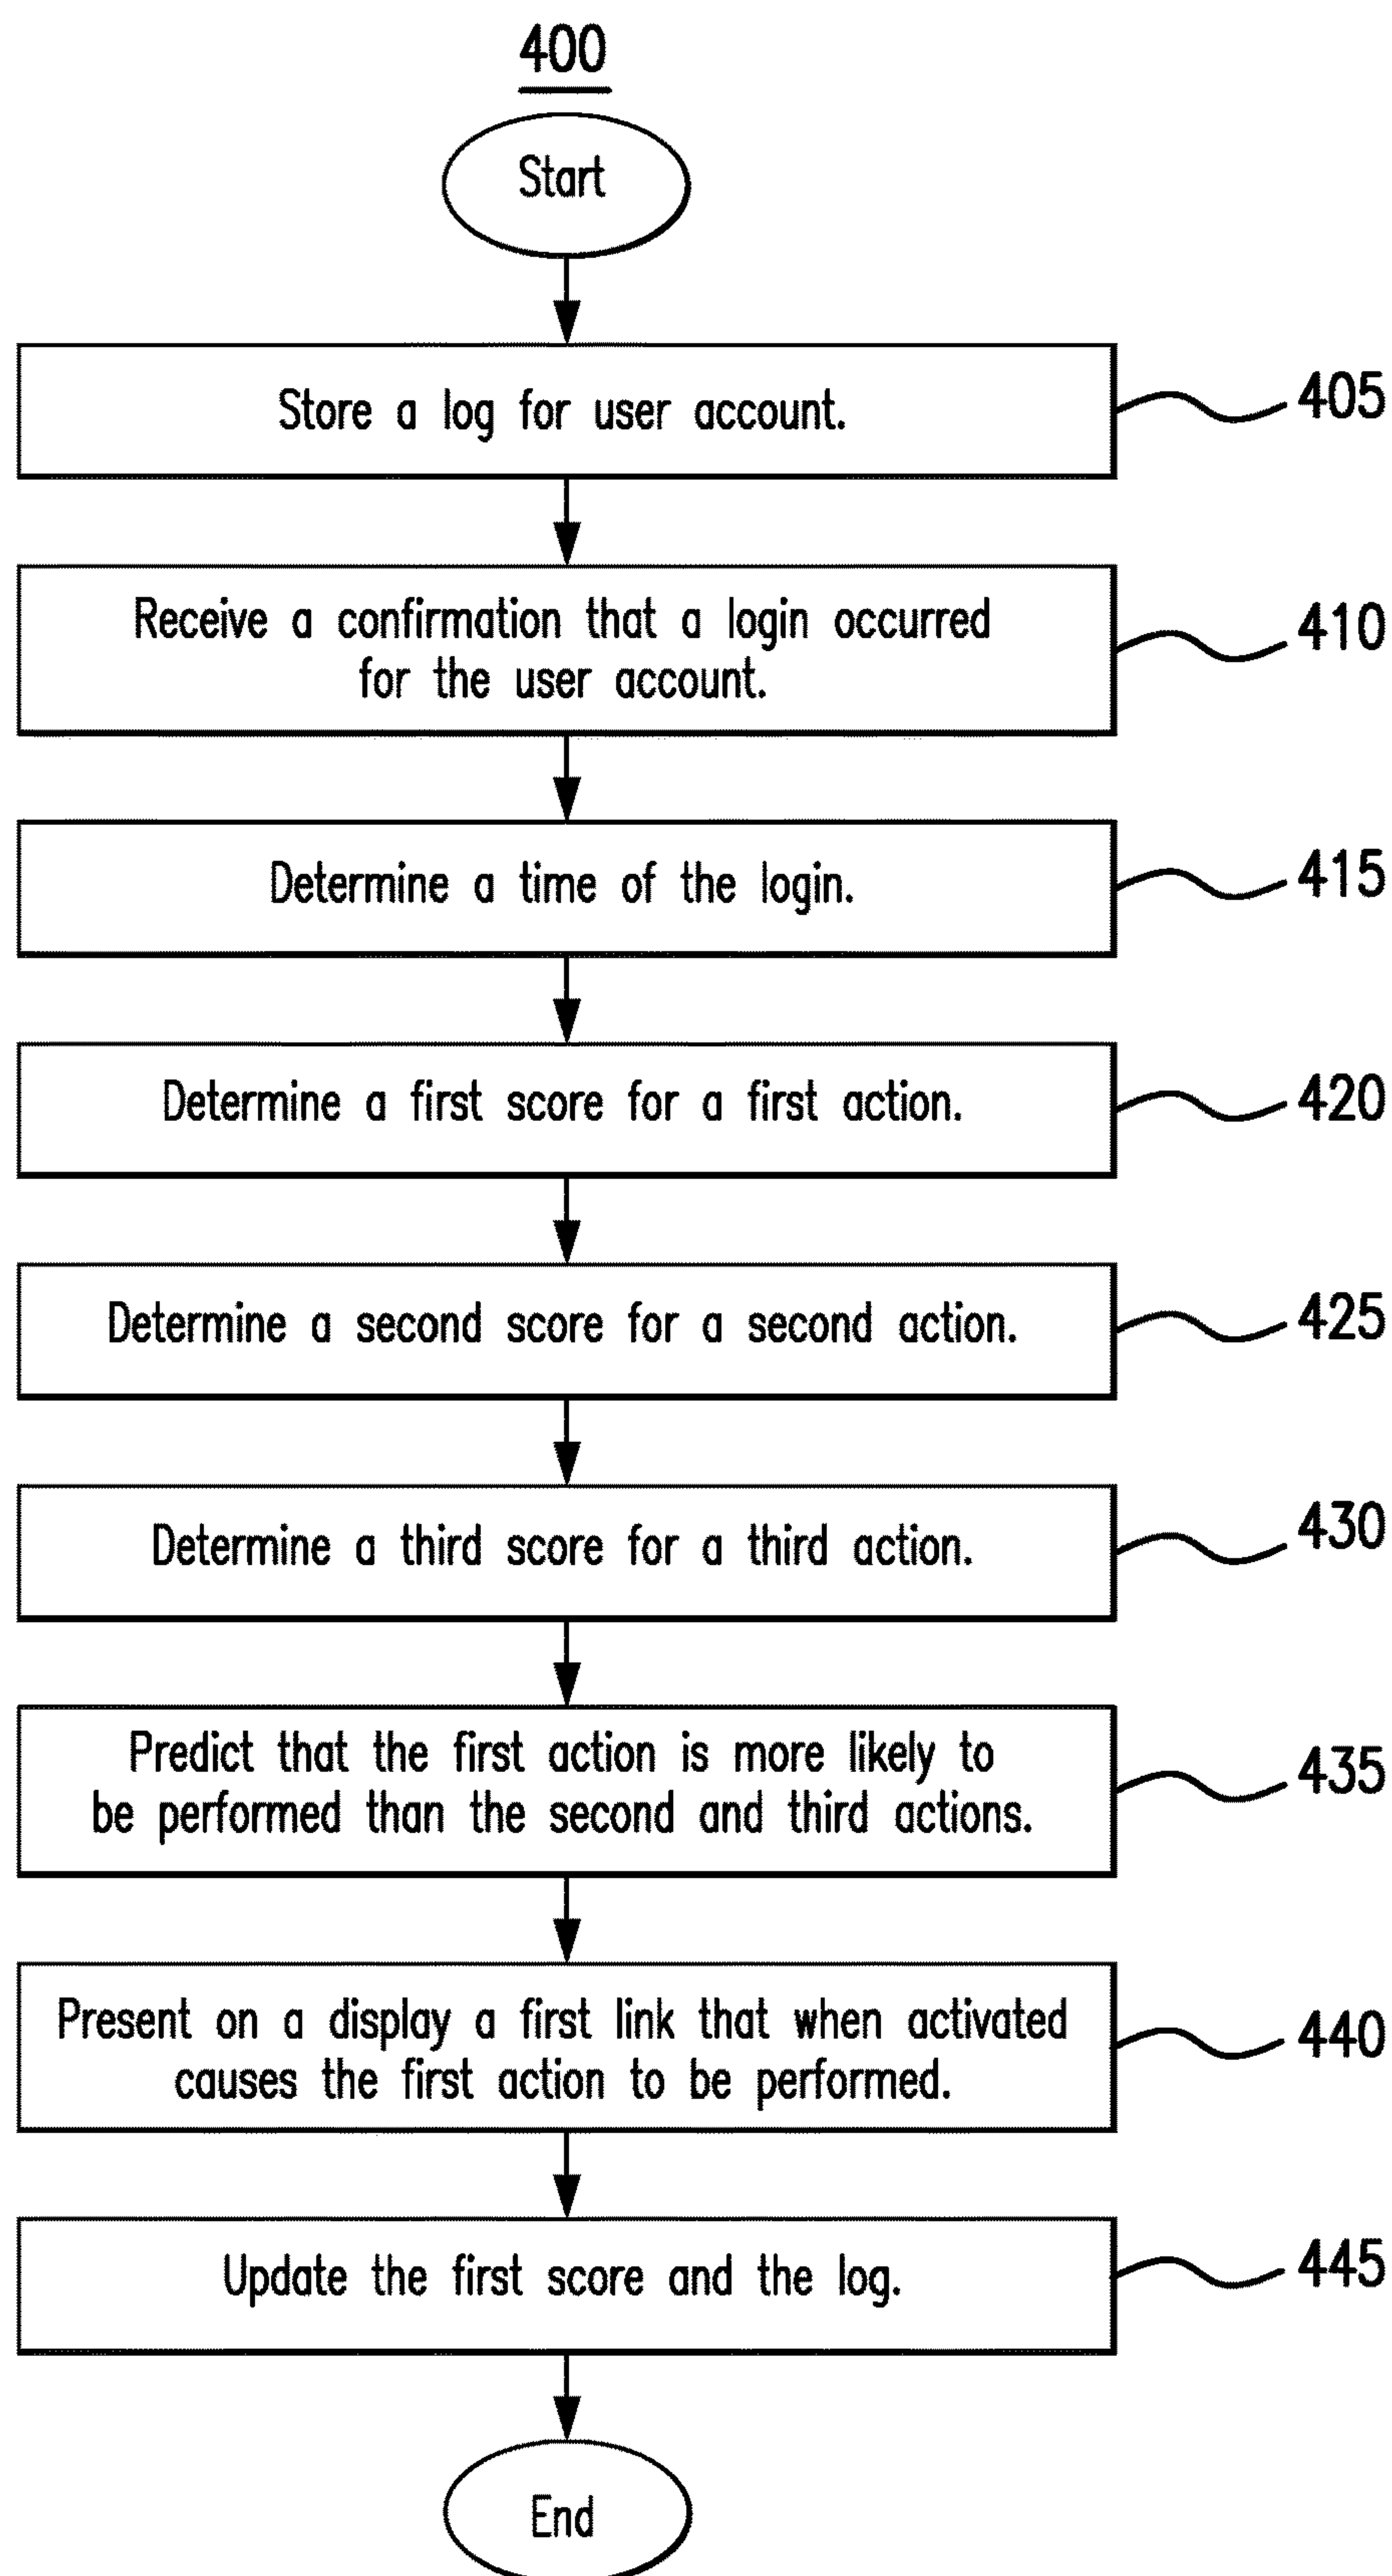 400
Start
Store a log for user account.
405
Receive a confirmation that a login occurred
for the user account.
410
Determine a time of the login.
415
Determine a first score for a first action.
420
Determine a second score for a second action.
425
Determine a third score for a third action.
430
Predict that the first action is more likely to
be performed than the second and third actions.
435
Present on a display a first link that when activated
causes the first action to be performed.
440
Update the first score and the log.
445
End